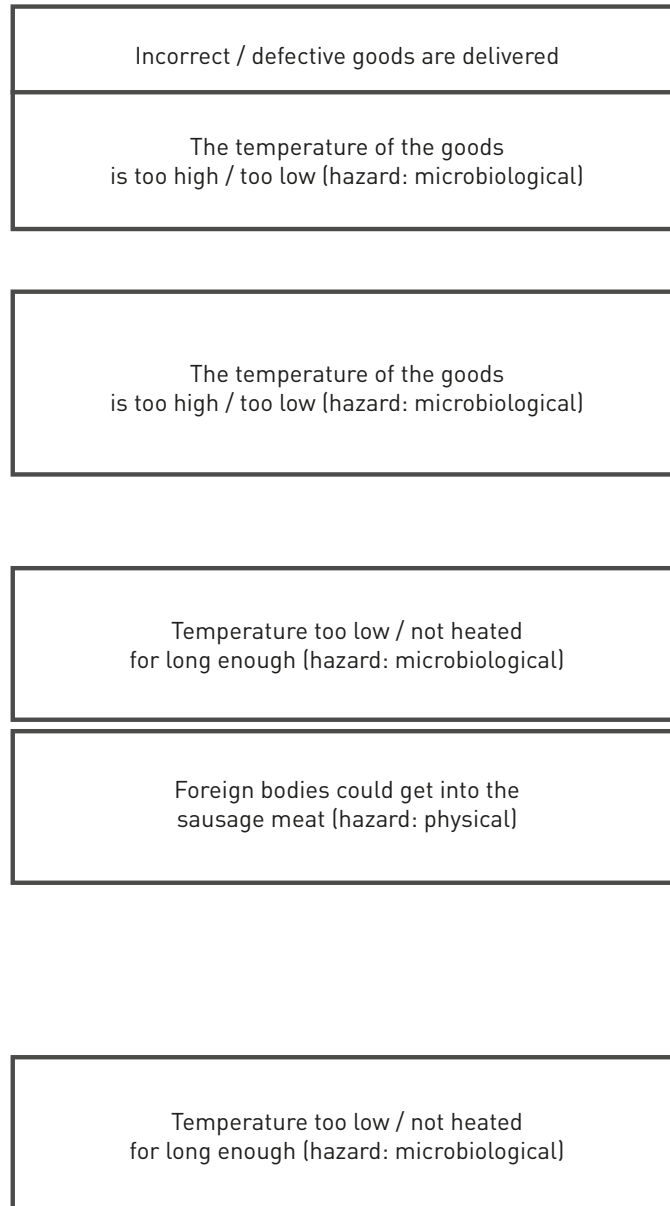 Incorrect / defective goods are delivered
The temperature of the goods
is too high / too low (hazard: microbiological)
The temperature of the goods
is too high / too low (hazard: microbiological)
Temperature too low / not heated
for long enough (hazard: microbiological)
Foreign bodies could get into the
sausage meat (hazard: physical)
Temperature too low / not heated
for long enough (hazard: microbiological)